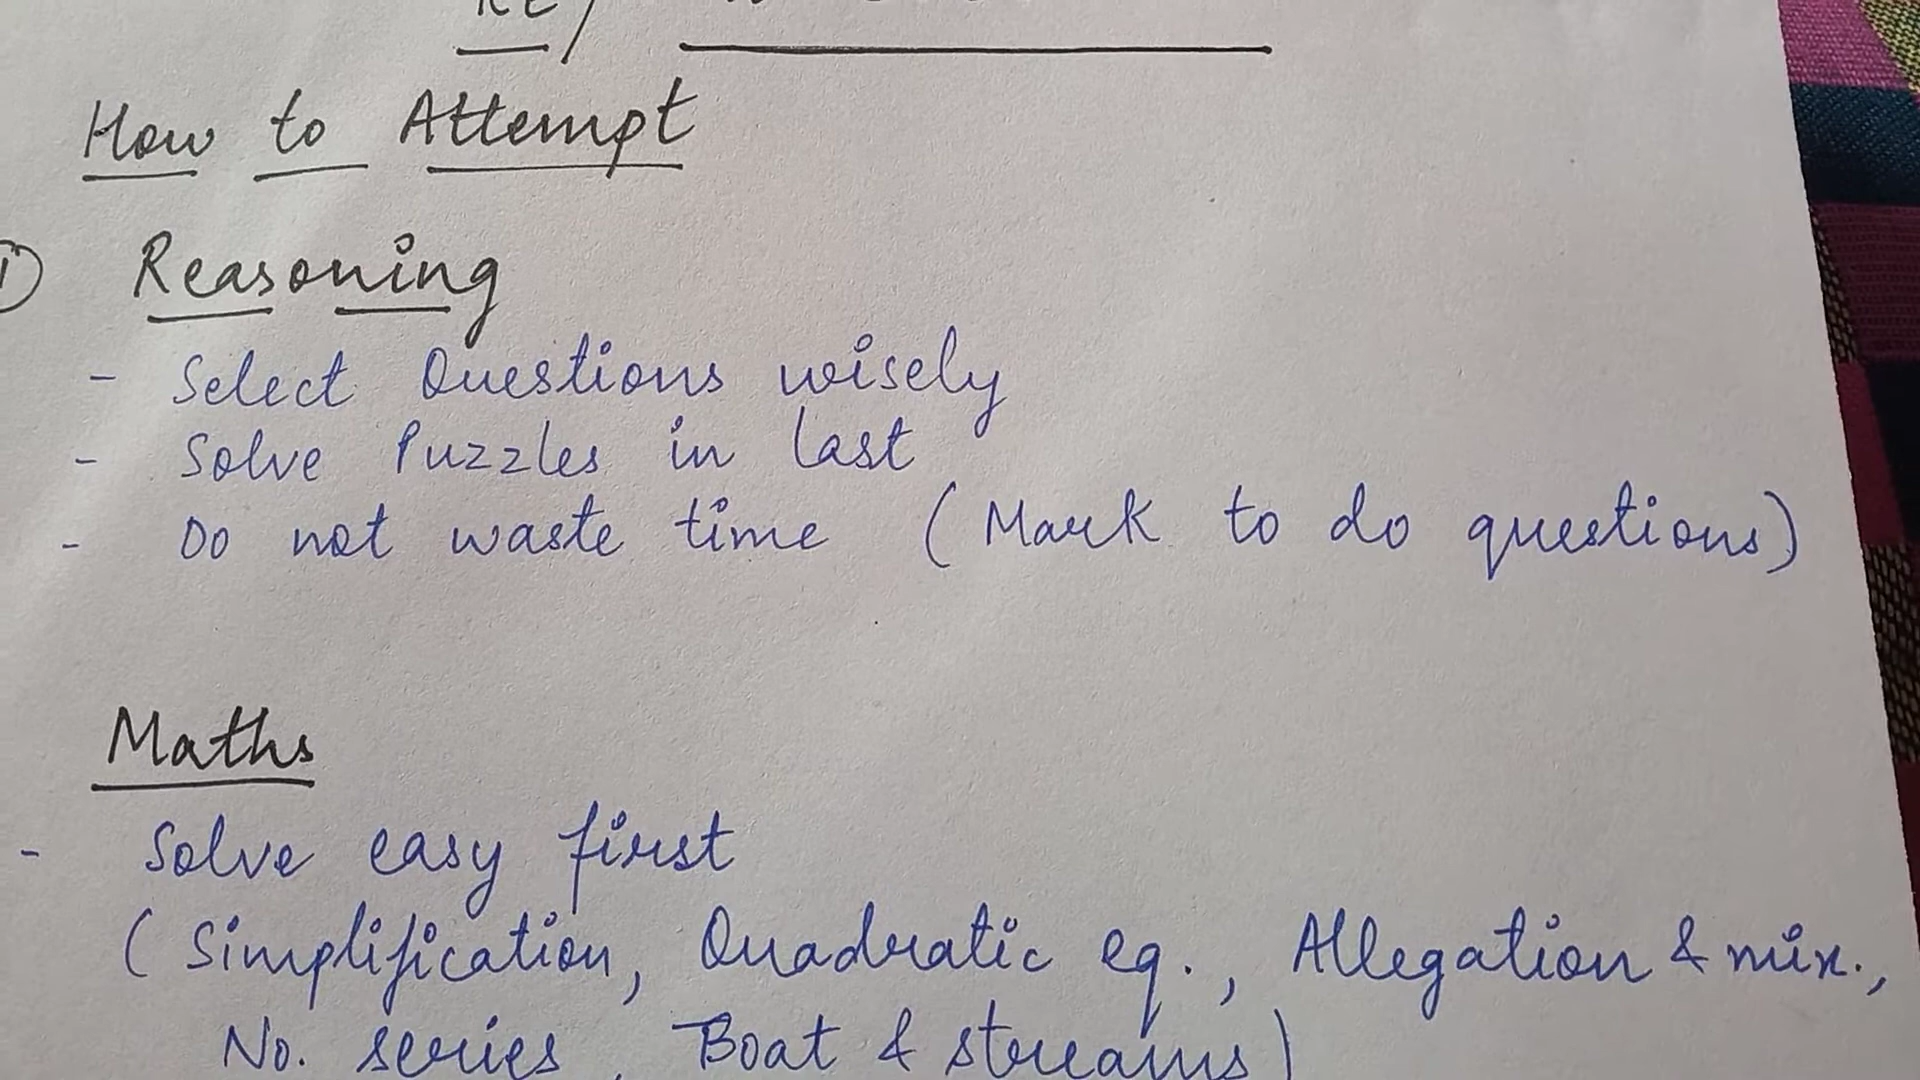 How to Attempt
① Reasoning
- Select Questions wisely
- Solve Puzzles in last
- Do not waste time (Mark to do questions)
Maths
- Solve easy first
(Simplification, Quadratic eq., Allegation & mix.,
No. series, Boat & streams)